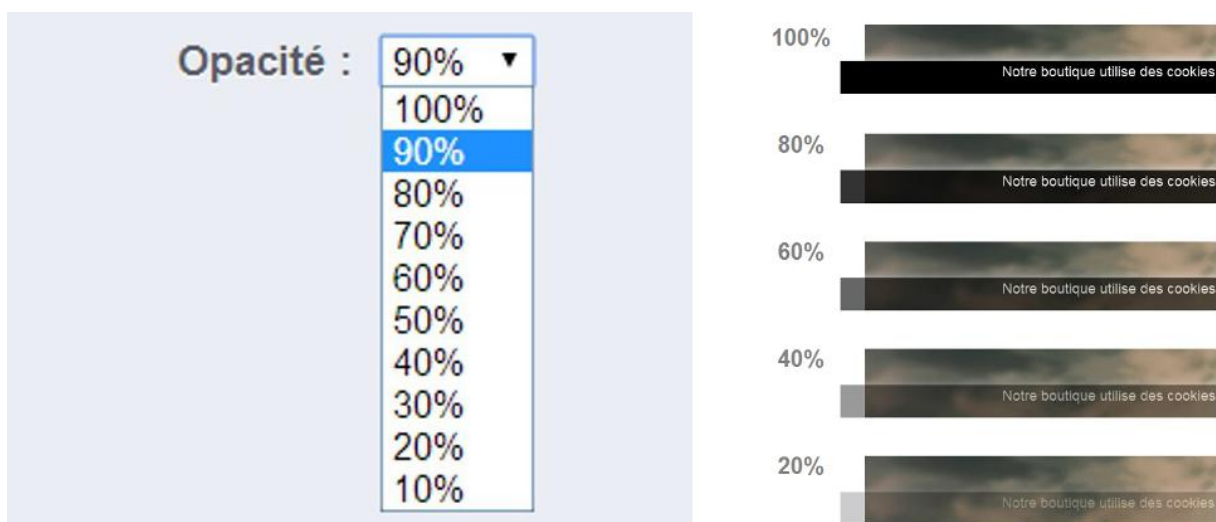 Opacité : 90%
100%
90%
80%
70%
60%
50%
40%
30%
20%
10%
100%
Notre boutique utilise des cookies
80%
Notre boutique utilise des cookies
60%
Notre boutique utilise des cookies
40%
Notre boutique utilise des cookies
20%
Notre boutique utilise des cookies